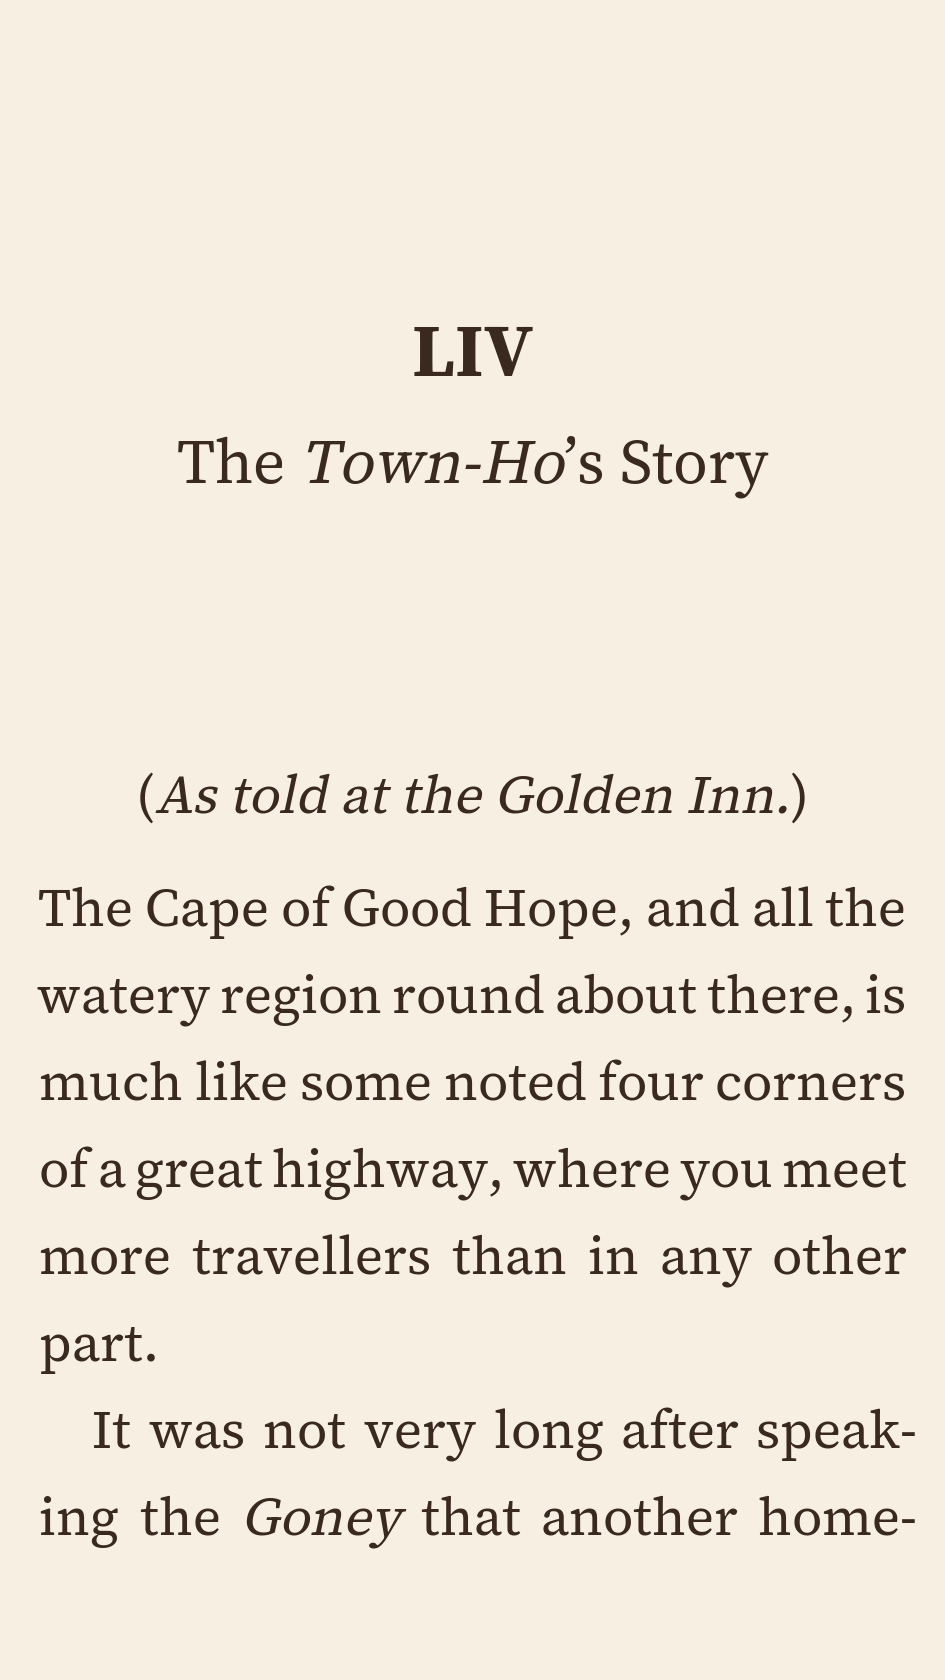 LIV
The Town-Ho’s Story
(As told at the Golden Inn.)
The Cape of Good Hope, and all the
watery region round about there, is
much like some noted four corners
of a great highway, where you meet
more travellers than in any other
part.
It was not very long after speak-
ing the Goney that another home-